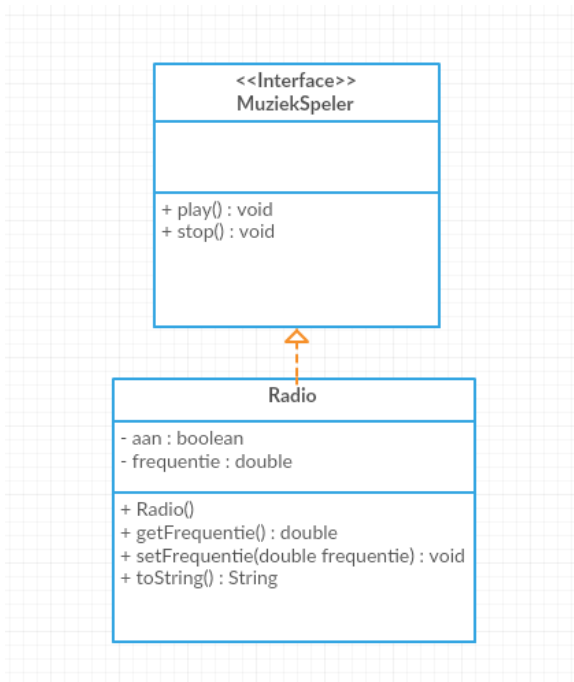 <<Interface>>
MuziekSpeler
+ play() : void
+ stop() : void
Radio
- aan : boolean
- frequentie : double
+ Radio()
+ getFrequentie() : double
+ setFrequentie(double frequentie) : void
+ toString() : String